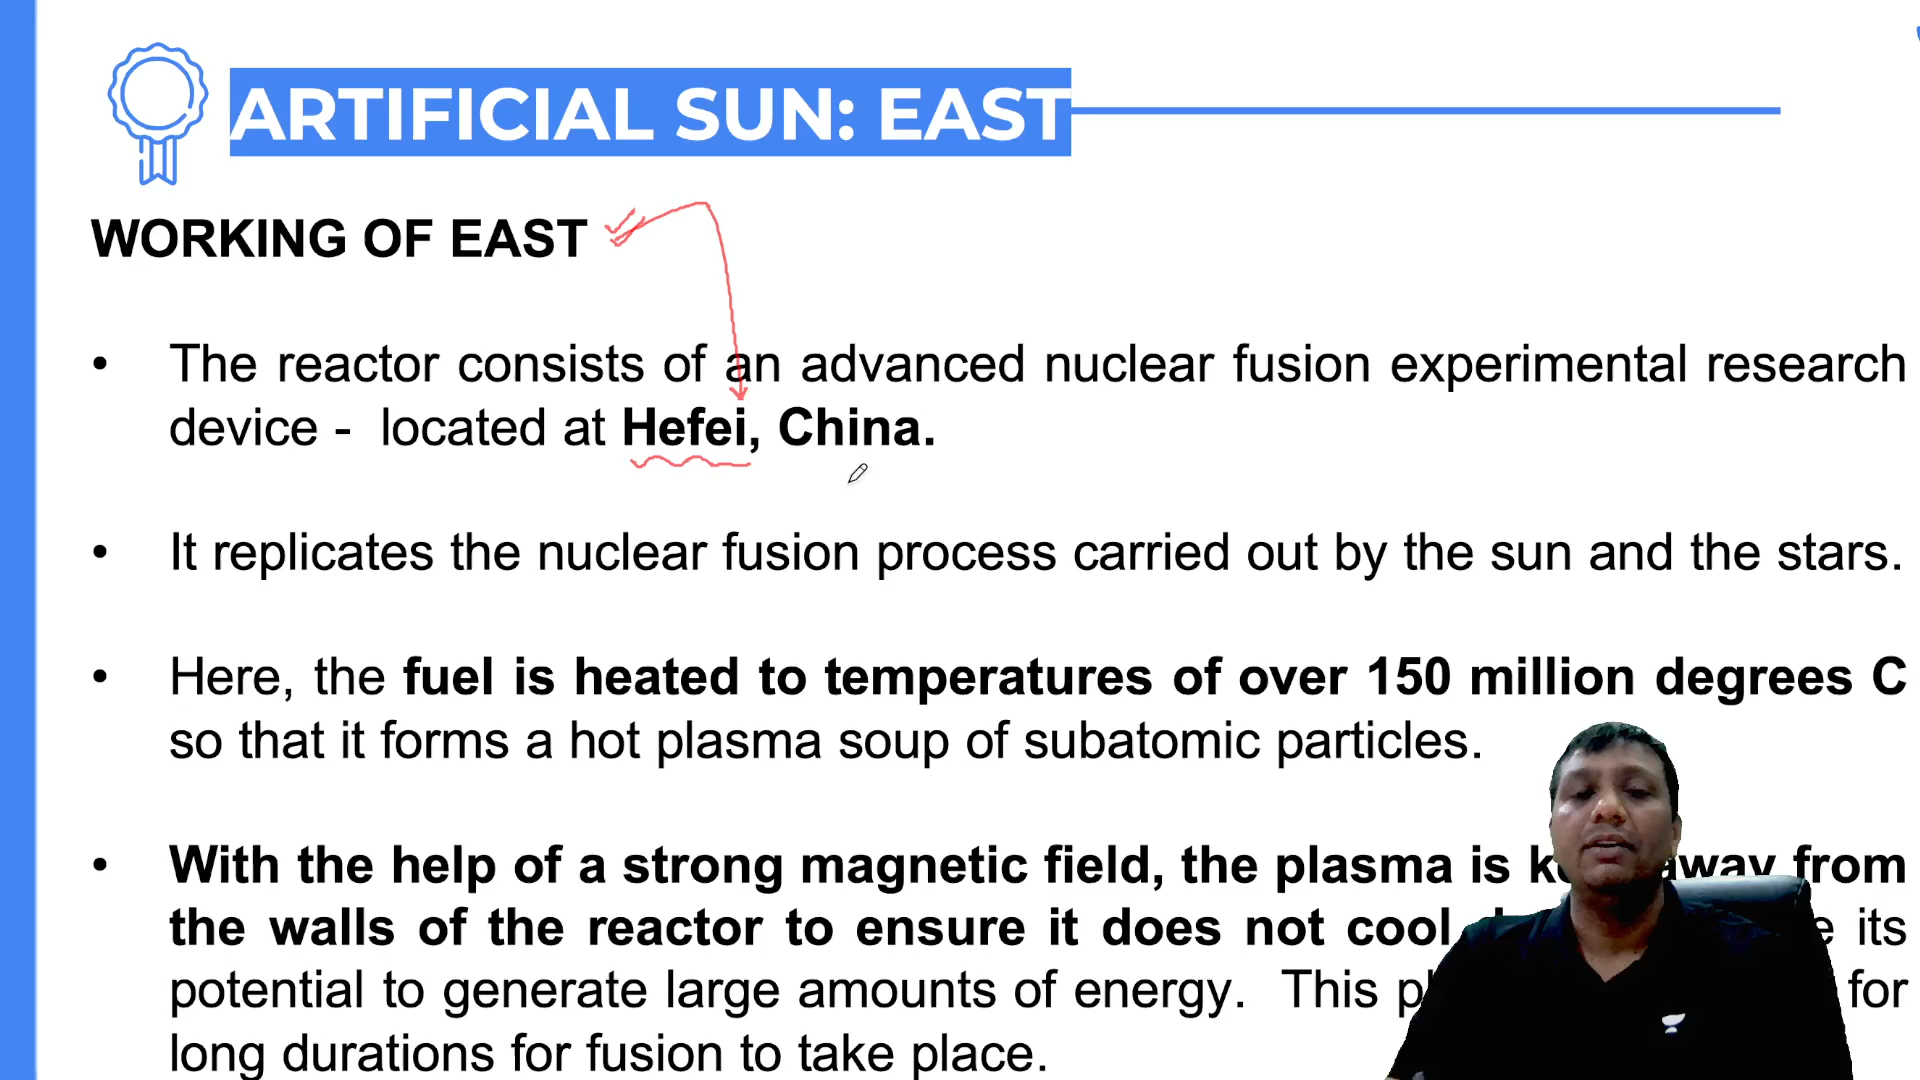 ARTIFICIAL SUN: EAST
WORKING OF EAST
• The reactor consists of an advanced nuclear fusion experimental research
device - located at Hefei, China.
• It replicates the nuclear fusion process carried out by the sun and the stars.
• Here, the fuel is heated to temperatures of over 150 million degrees C
so that it forms a hot plasma soup of subatomic particles.
• With the help of a strong magnetic field, the plasma is away from
the walls of the reactor to ensure it does not cool its
potential to generate large amounts of energy. This for
long durations for fusion to take place.